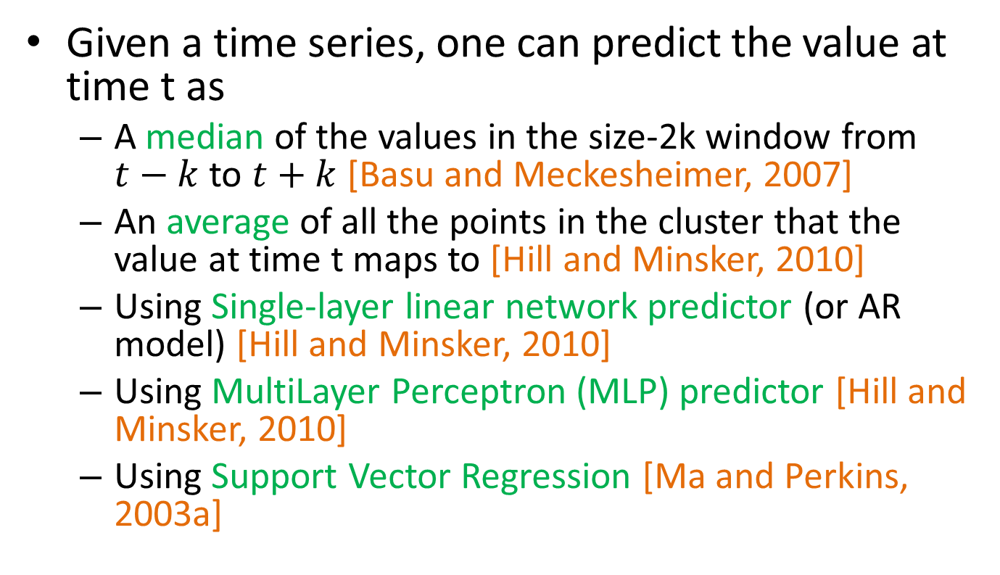 • Given a time series, one can predict the value at
time t as
– A median of the values in the size-2k window from
𝑡 − 𝑘 to 𝑡 + 𝑘 [Basu and Meckesheimer, 2007]
– An average of all the points in the cluster that the
value at time t maps to [Hill and Minsker, 2010]
– Using Single-layer linear network predictor (or AR
model) [Hill and Minsker, 2010]
– Using MultiLayer Perceptron (MLP) predictor [Hill and
Minsker, 2010]
– Using Support Vector Regression [Ma and Perkins,
2003a]